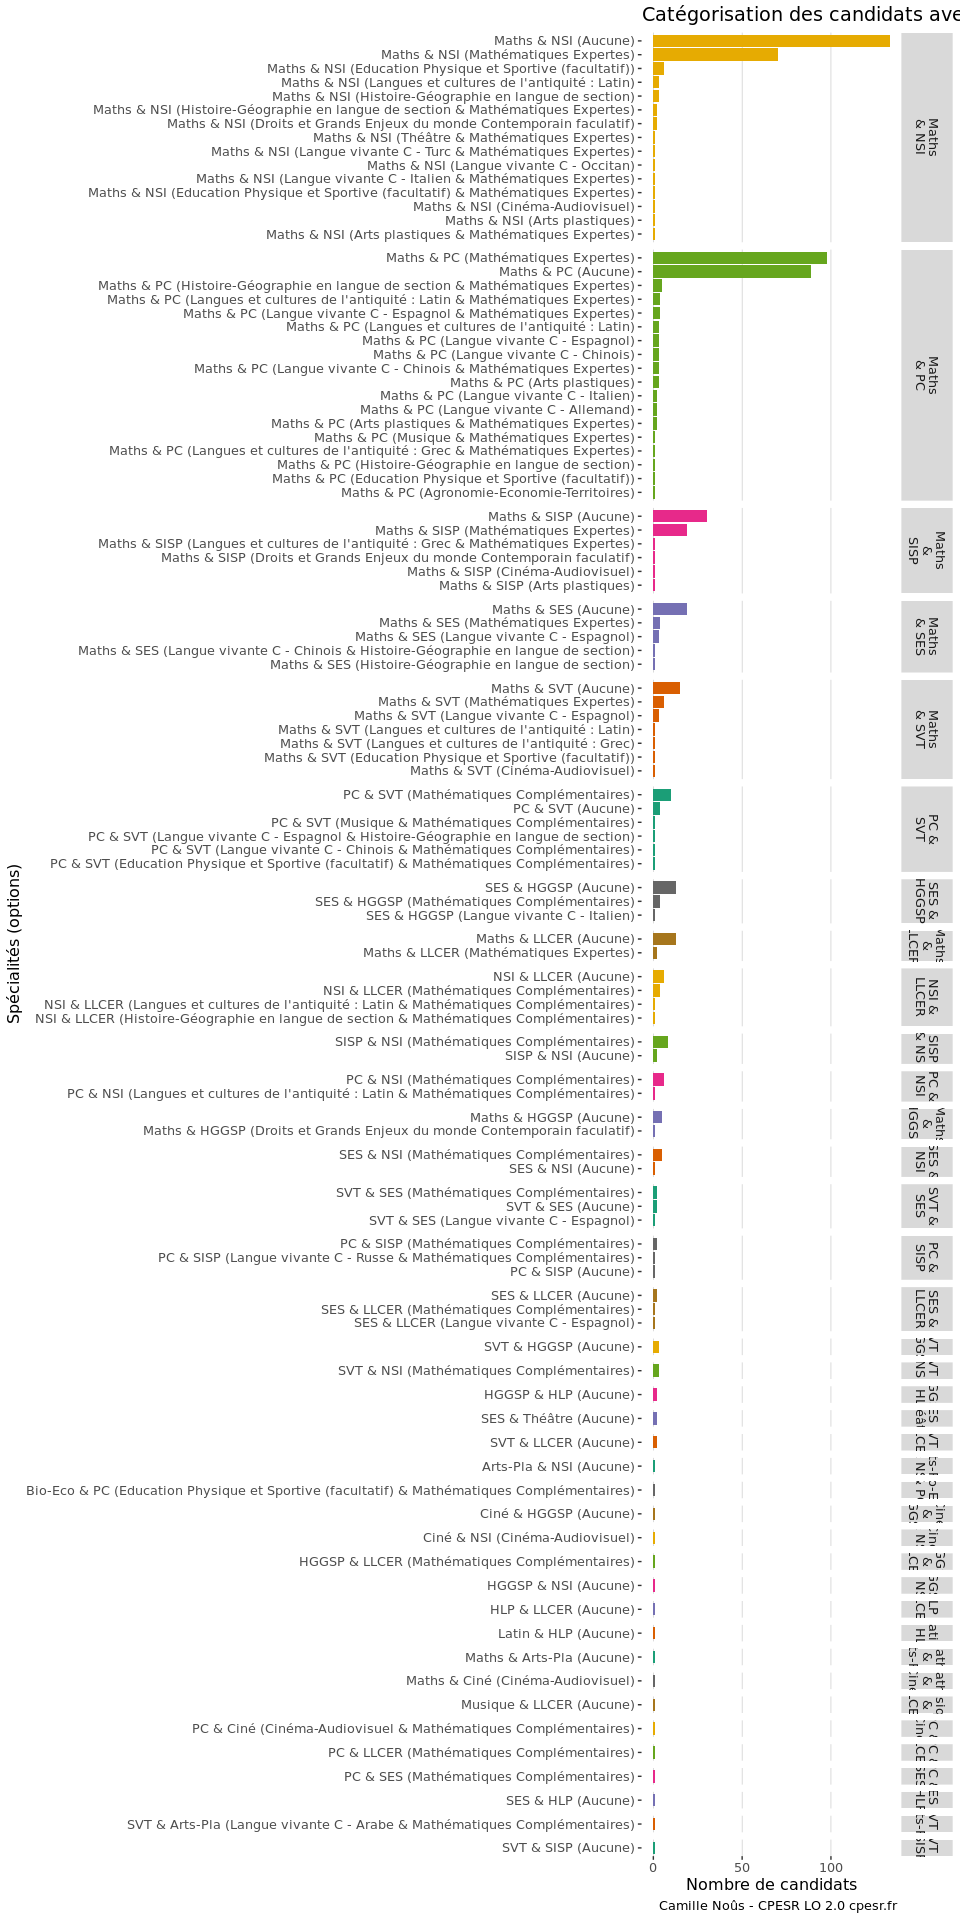 Catégorisation des candidats ave
Maths & NSI (Aucune)
Maths & NSI (Mathématiques Expertes)
Maths & NSI (Education Physique et Sportive (facultatif))
Maths & NSI (Langues et cultures de l'antiquité : Latin)
Maths & NSI (Histoire-Géographie en langue de section)
Maths & NSI (Histoire-Géographie en langue de section & Mathématiques Expertes)
Maths & NSI (Droits et Grands Enjeux du monde Contemporain faculatif)
Maths & NSI (Théâtre & Mathématiques Expertes)
Maths & NSI (Langue vivante C - Turc & Mathématiques Expertes)
Maths & NSI (Langue vivante C - Occitan)
Maths & NSI (Langue vivante C - Italien & Mathématiques Expertes)
Maths & NSI (Education Physique et Sportive (facultatif) & Mathématiques Expertes)
Maths & NSI (Cinéma-Audiovisuel)
Maths & NSI (Arts plastiques)
Maths & NSI (Arts plastiques & Mathématiques Expertes)
Maths
& NSI
Maths & PC (Mathématiques Expertes)
Maths & PC (Aucune)
Maths & PC (Histoire-Géographie en langue de section & Mathématiques Expertes)
Maths & PC (Langues et cultures de l'antiquité : Latin & Mathématiques Expertes)
Maths & PC (Langue vivante C - Espagnol & Mathématiques Expertes)
Maths & PC (Langues et cultures de l'antiquité : Latin)
Maths & PC (Langue vivante C - Espagnol)
Maths & PC (Langue vivante C - Chinois)
Maths & PC (Langue vivante C - Chinois & Mathématiques Expertes)
Maths & PC (Arts plastiques)
Maths & PC (Langue vivante C - Italien)
Maths & PC (Langue vivante C - Allemand)
Maths & PC (Arts plastiques & Mathématiques Expertes)
Maths & PC (Musique & Mathématiques Expertes)
Maths & PC (Langues et cultures de l'antiquité : Grec & Mathématiques Expertes)
Maths & PC (Histoire-Géographie en langue de section)
Maths & PC (Education Physique et Sportive (facultatif))
Maths & PC (Agronomie-Economie-Territoires)
Maths
& PC
Maths & SISP (Aucune)
Maths & SISP (Mathématiques Expertes)
Maths & SISP (Langues et cultures de l'antiquité : Grec & Mathématiques Expertes)
Maths & SISP (Droits et Grands Enjeux du monde Contemporain faculatif)
Maths & SISP (Cinéma-Audiovisuel)
Maths & SISP (Arts plastiques)
Maths
&
SISP
Maths & SES (Aucune)
Maths & SES (Mathématiques Expertes)
Maths & SES (Langue vivante C - Espagnol)
Maths & SES (Langue vivante C - Chinois & Histoire-Géographie en langue de section)
Maths & SES (Histoire-Géographie en langue de section)
Maths
& SES
Maths & SVT (Aucune)
Maths & SVT (Mathématiques Expertes)
Maths & SVT (Langue vivante C - Espagnol)
Maths & SVT (Langues et cultures de l'antiquité : Latin)
Maths & SVT (Langues et cultures de l'antiquité : Grec)
Maths & SVT (Education Physique et Sportive (facultatif))
Maths & SVT (Cinéma-Audiovisuel)
Maths
& SVT
PC & SVT (Mathématiques Complémentaires)
PC & SVT (Aucune)
PC & SVT (Musique & Mathématiques Complémentaires)
PC & SVT (Langue vivante C - Espagnol & Histoire-Géographie en langue de section)
PC & SVT (Langue vivante C - Chinois & Mathématiques Complémentaires)
PC & SVT (Education Physique et Sportive (facultatif) & Mathématiques Complémentaires)
PC &
SVT
Spécialités (options)
SES & HGGSP (Aucune)
SES & HGGSP (Mathématiques Complémentaires)
SES & HGGSP (Langue vivante C - Italien)
SES &
HGGSP
Maths & LLCER (Aucune)
Maths & LLCER (Mathématiques Expertes)
Maths
&
NSI & LLCER (Aucune)
NSI & LLCER (Mathématiques Complémentaires)
NSI & LLCER (Langues et cultures de l'antiquité : Latin & Mathématiques Complémentaires)
NSI & LLCER (Histoire-Géographie en langue de section & Mathématiques Complémentaires)
NSI &
LLCER
SISP & NSI (Mathématiques Complémentaires)
SISP & NSI (Aucune)
SISP
& NS
PC & NSI (Mathématiques Complémentaires)
PC & NSI (Langues et cultures de l'antiquité : Latin & Mathématiques Complémentaires)
PC &
NSI
Maths & HGGSP (Aucune)
Maths & HGGSP (Droits et Grands Enjeux du monde Contemporain faculatif)
Maths
&
SES & NSI (Mathématiques Complémentaires)
SES & NSI (Aucune)
SES &
NSI
SVT & SES (Mathématiques Complémentaires)
SVT & SES (Aucune)
SVT & SES (Langue vivante C - Espagnol)
SVT &
SES
PC & SISP (Mathématiques Complémentaires)
PC & SISP (Langue vivante C - Russe & Mathématiques Complémentaires)
PC & SISP (Aucune)
PC &
SISP
SES & LLCER (Aucune)
SES & LLCER (Mathématiques Complémentaires)
SES & LLCER (Langue vivante C - Espagnol)
SES &
LLCER
SVT & HGGSP (Aucune)
SVT & NSI (Mathématiques Complémentaires)
HGGSP & HLP (Aucune)
SES & Théâtre (Aucune)
SVT & LLCER (Aucune)
Arts-Pla & NSI (Aucune)
Bio-Eco & PC (Education Physique et Sportive (facultatif) & Mathématiques Complémentaires)
Ciné & HGGSP (Aucune)
Ciné & NSI (Cinéma-Audiovisuel)
HGGSP & LLCER (Mathématiques Complémentaires)
HGGSP & NSI (Aucune)
HLP & LLCER (Aucune)
Latin & HLP (Aucune)
Maths & Arts-Pla (Aucune)
Maths & Ciné (Cinéma-Audiovisuel)
Musique & LLCER (Aucune)
PC & Ciné (Cinéma-Audiovisuel & Mathématiques Complémentaires)
PC & LLCER (Mathématiques Complémentaires)
PC & SES (Mathématiques Complémentaires)
SES & HLP (Aucune)
SVT & Arts-Pla (Langue vivante C - Arabe & Mathématiques Complémentaires)
SVT & SISP (Aucune)
0 50 100
Nombre de candidats
Camille Noûs - CPESR LO 2.0 cpesr.fr